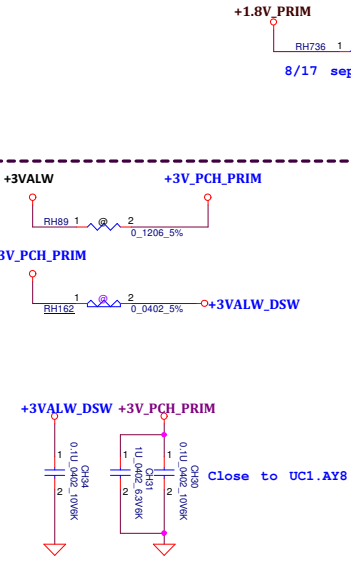 +1.8V_PRIM
RH736 1
8/17 sep
+3VALW
+3V_PCH_PRIM
RH89 1 @ 2
0_1206_5%
3V_PCH_PRIM
RH162 1 @ 2
0_0402_5%
+3VALW_DSW
+3VALW_DSW +3V_PCH_PRIM
1
2
0.1U_0402_10V6K
CH34
1
2
1U_0402_6.3V6K
CH31
1
2
0.1U_0402_10V6K
CH30
Close to UC1.AY8